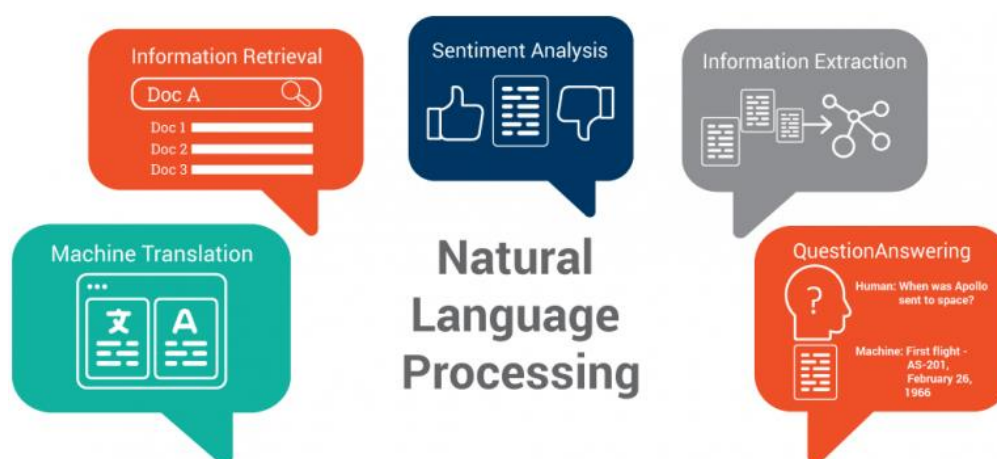 Information Retrieval
Doc A
Doc 1
Doc 2
Doc 3
Sentiment Analysis
Information Extraction
Machine Translation
文
A
Natural
Language
Processing
QuestionAnswering
?
Human: When was Apollo
sent to space?
Machine: First flight -
AS-201,
February 26,
1966